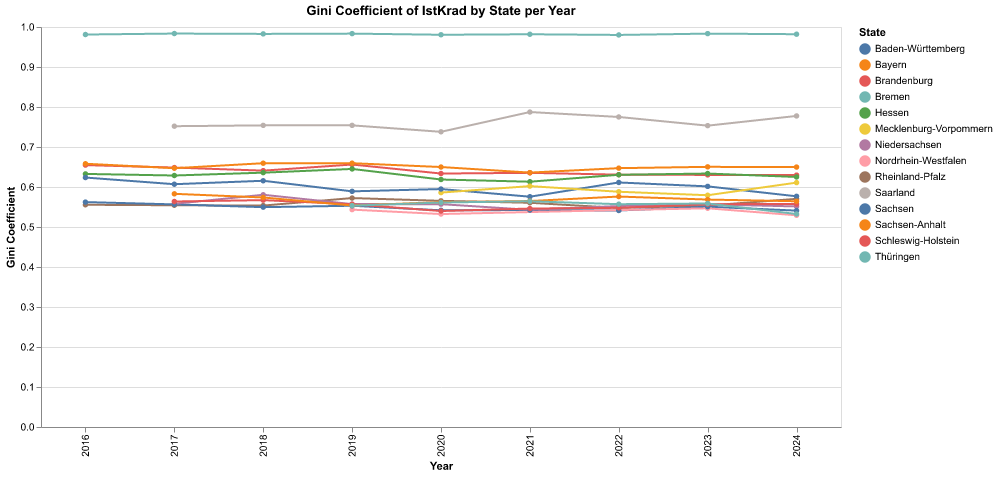 Gini Coefficient of IstKrad by State per Year
1.0
0.9
0.8
0.7
0.6
0.5
0.4
0.3
0.2
0.1
0.0
Gini Coefficient
2016
2017
2018
2019
2020
2021
2022
2023
2024
Year
State
Baden-Württemberg
Bayern
Brandenburg
Bremen
Hessen
Mecklenburg-Vorpommern
Niedersachsen
Nordrhein-Westfalen
Rheinland-Pfalz
Saarland
Sachsen
Sachsen-Anhalt
Schleswig-Holstein
Thüringen